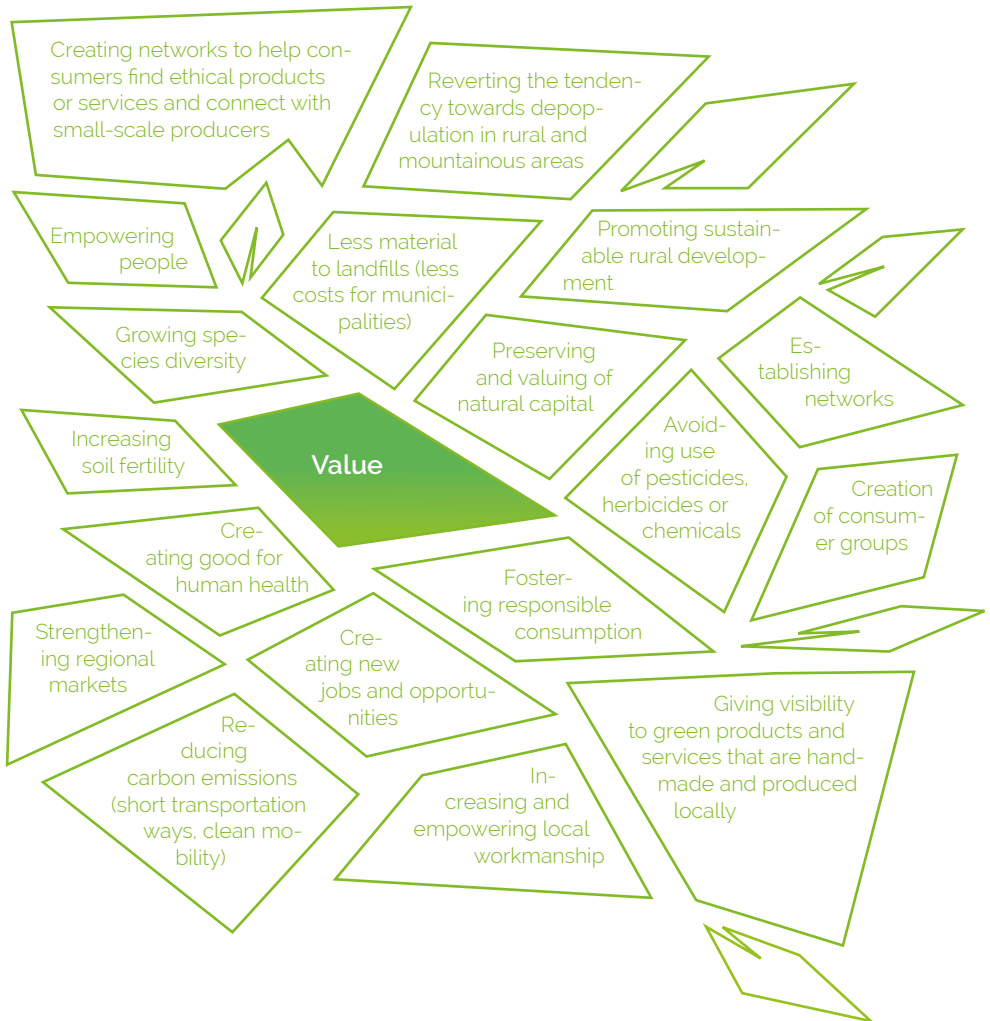 Creating networks to help con-
sumers find ethical products
or services and connect with
small-scale producers
Reverting the tenden-
cy towards depop-
ulation in rural and
mountainous areas
Empowering
people
Less material
to landfills (less
costs for munici-
palities)
Promoting sustain-
able rural develop-
ment
Growing spe-
cies diversity
Preserving
and valuing of
natural capital
Es-
tablishing
networks
Increasing
soil fertility
Value
Avoid-
ing use
of pesticides,
herbicides or
chemicals
Creation
of consum-
er groups
Cre-
ating good for
human health
Foster-
ing responsible
consumption
Strengthen-
ing regional
markets
Cre-
ating new
jobs and opportu-
nities
Giving visibility
to green products and
services that are hand-
made and produced
locally
Re-
ducing
carbon emissions
(short transportation
ways, clean mo-
bility)
In-
creasing and
empowering local
workmanship